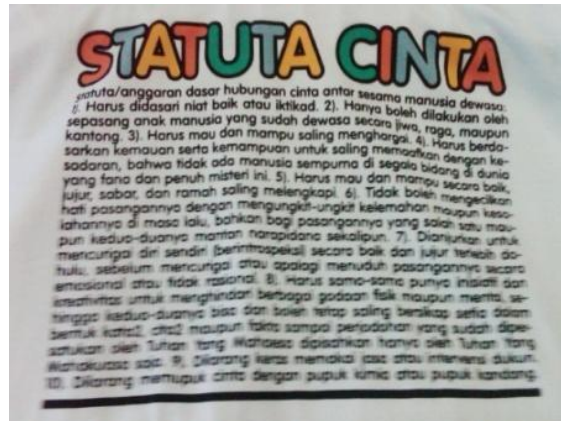 STATUTA CINTA
Statuta/anggaran dasar hubungan cinta antar sesama manusia dewasa:
1). Harus didasari niat baik atau iktikad. 2). Hanya boleh dilakukan oleh
sepasang anak manusia yang sudah dewasa secara jiwa, raga, maupun
kantong. 3). Harus mau dan mampu saling menghargai. 4). Harus berda-
sarkan kemauan serta kemampuan untuk saling memaafkan dengan ke-
sadaran, bahwa tidak ada manusia sempurna di segala bidang di dunia
yang fana dan penuh misteri ini. 5). Harus mau dan mampu secara baik,
jujur, sabar, dan ramah saling melengkapi. 6). Tidak boleh mengecilkan
hati pasangannya dengan mengungkit-ungkit kelemahan maupun kesa-
lahannya di masa lalu, bahkan bagi pasangannya yang salah satu mau-
pun kedua-duanya mantan narapidana sekalipun. 7). Dianjurkan untuk
mencurigai diri sendiri (berintrospeksi) secara baik dan jujur terlebih da-
hulu, sebelum mencurigai atau apalagi menuduh pasangannya secara
emosional atau tidak rasional. 8). Harus sama-sama punya inisiatif dan
kreativitas untuk menghindari berbagai godaan fisik maupun mental, se-
hingga kedua-duanya bisa dan boleh tetap saling bersikap setia dalam
bentuk maupun fakta sampai perpisahan yang sudah diper-
satukan oleh Tuhan Yang Mahaesa dipisahkan hanya oleh Tuhan Yang
Mahakuasa saja. 9). Dilarang keras memakai jasa atau intervensi dukun.
10). Dilarang memupuk cinta dengan pupuk kimia atau pupuk kandang.